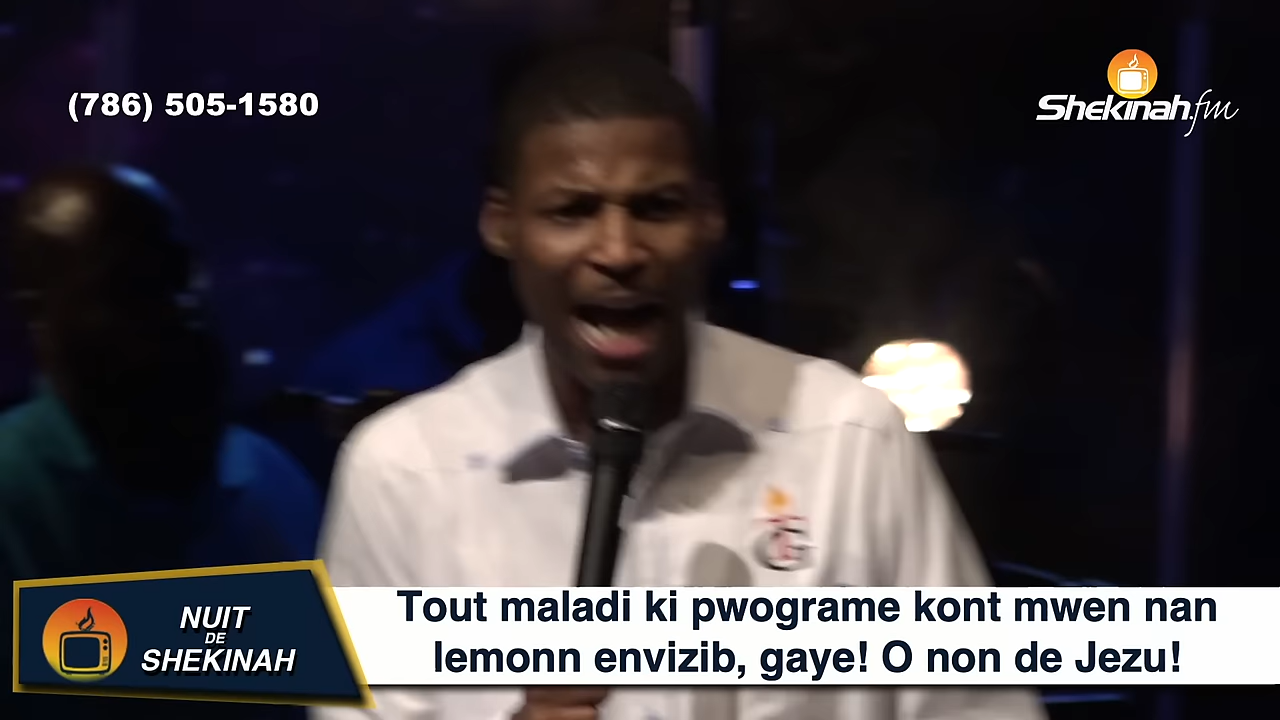 (786) 505-1580
Shekinah.fm
NUIT
DE
SHEKINAH
Tout maladi ki pwograme kont mwen nan
lemonn envizib, gaye! O non de Jezu!